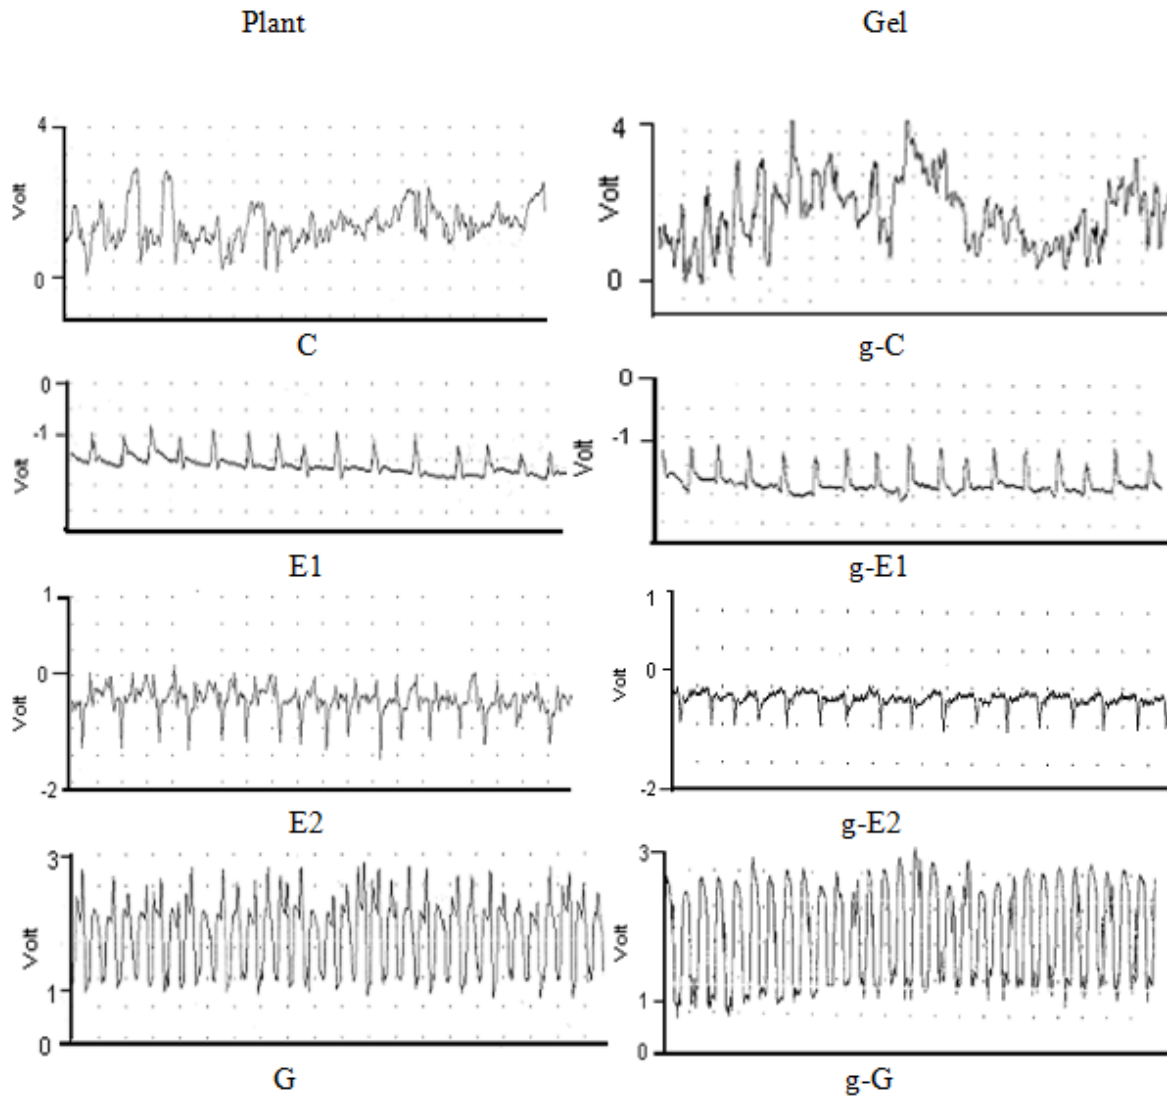 Plant Gel
4 4
Volt Volt
0 0
C g-C
0 0
-1 -1
Volt Volt
E1 g-E1
1 1
0 0
Volt Volt
-2 -2
E2 g-E2
3 3
Volt Volt
1 1
0 0
G g-G